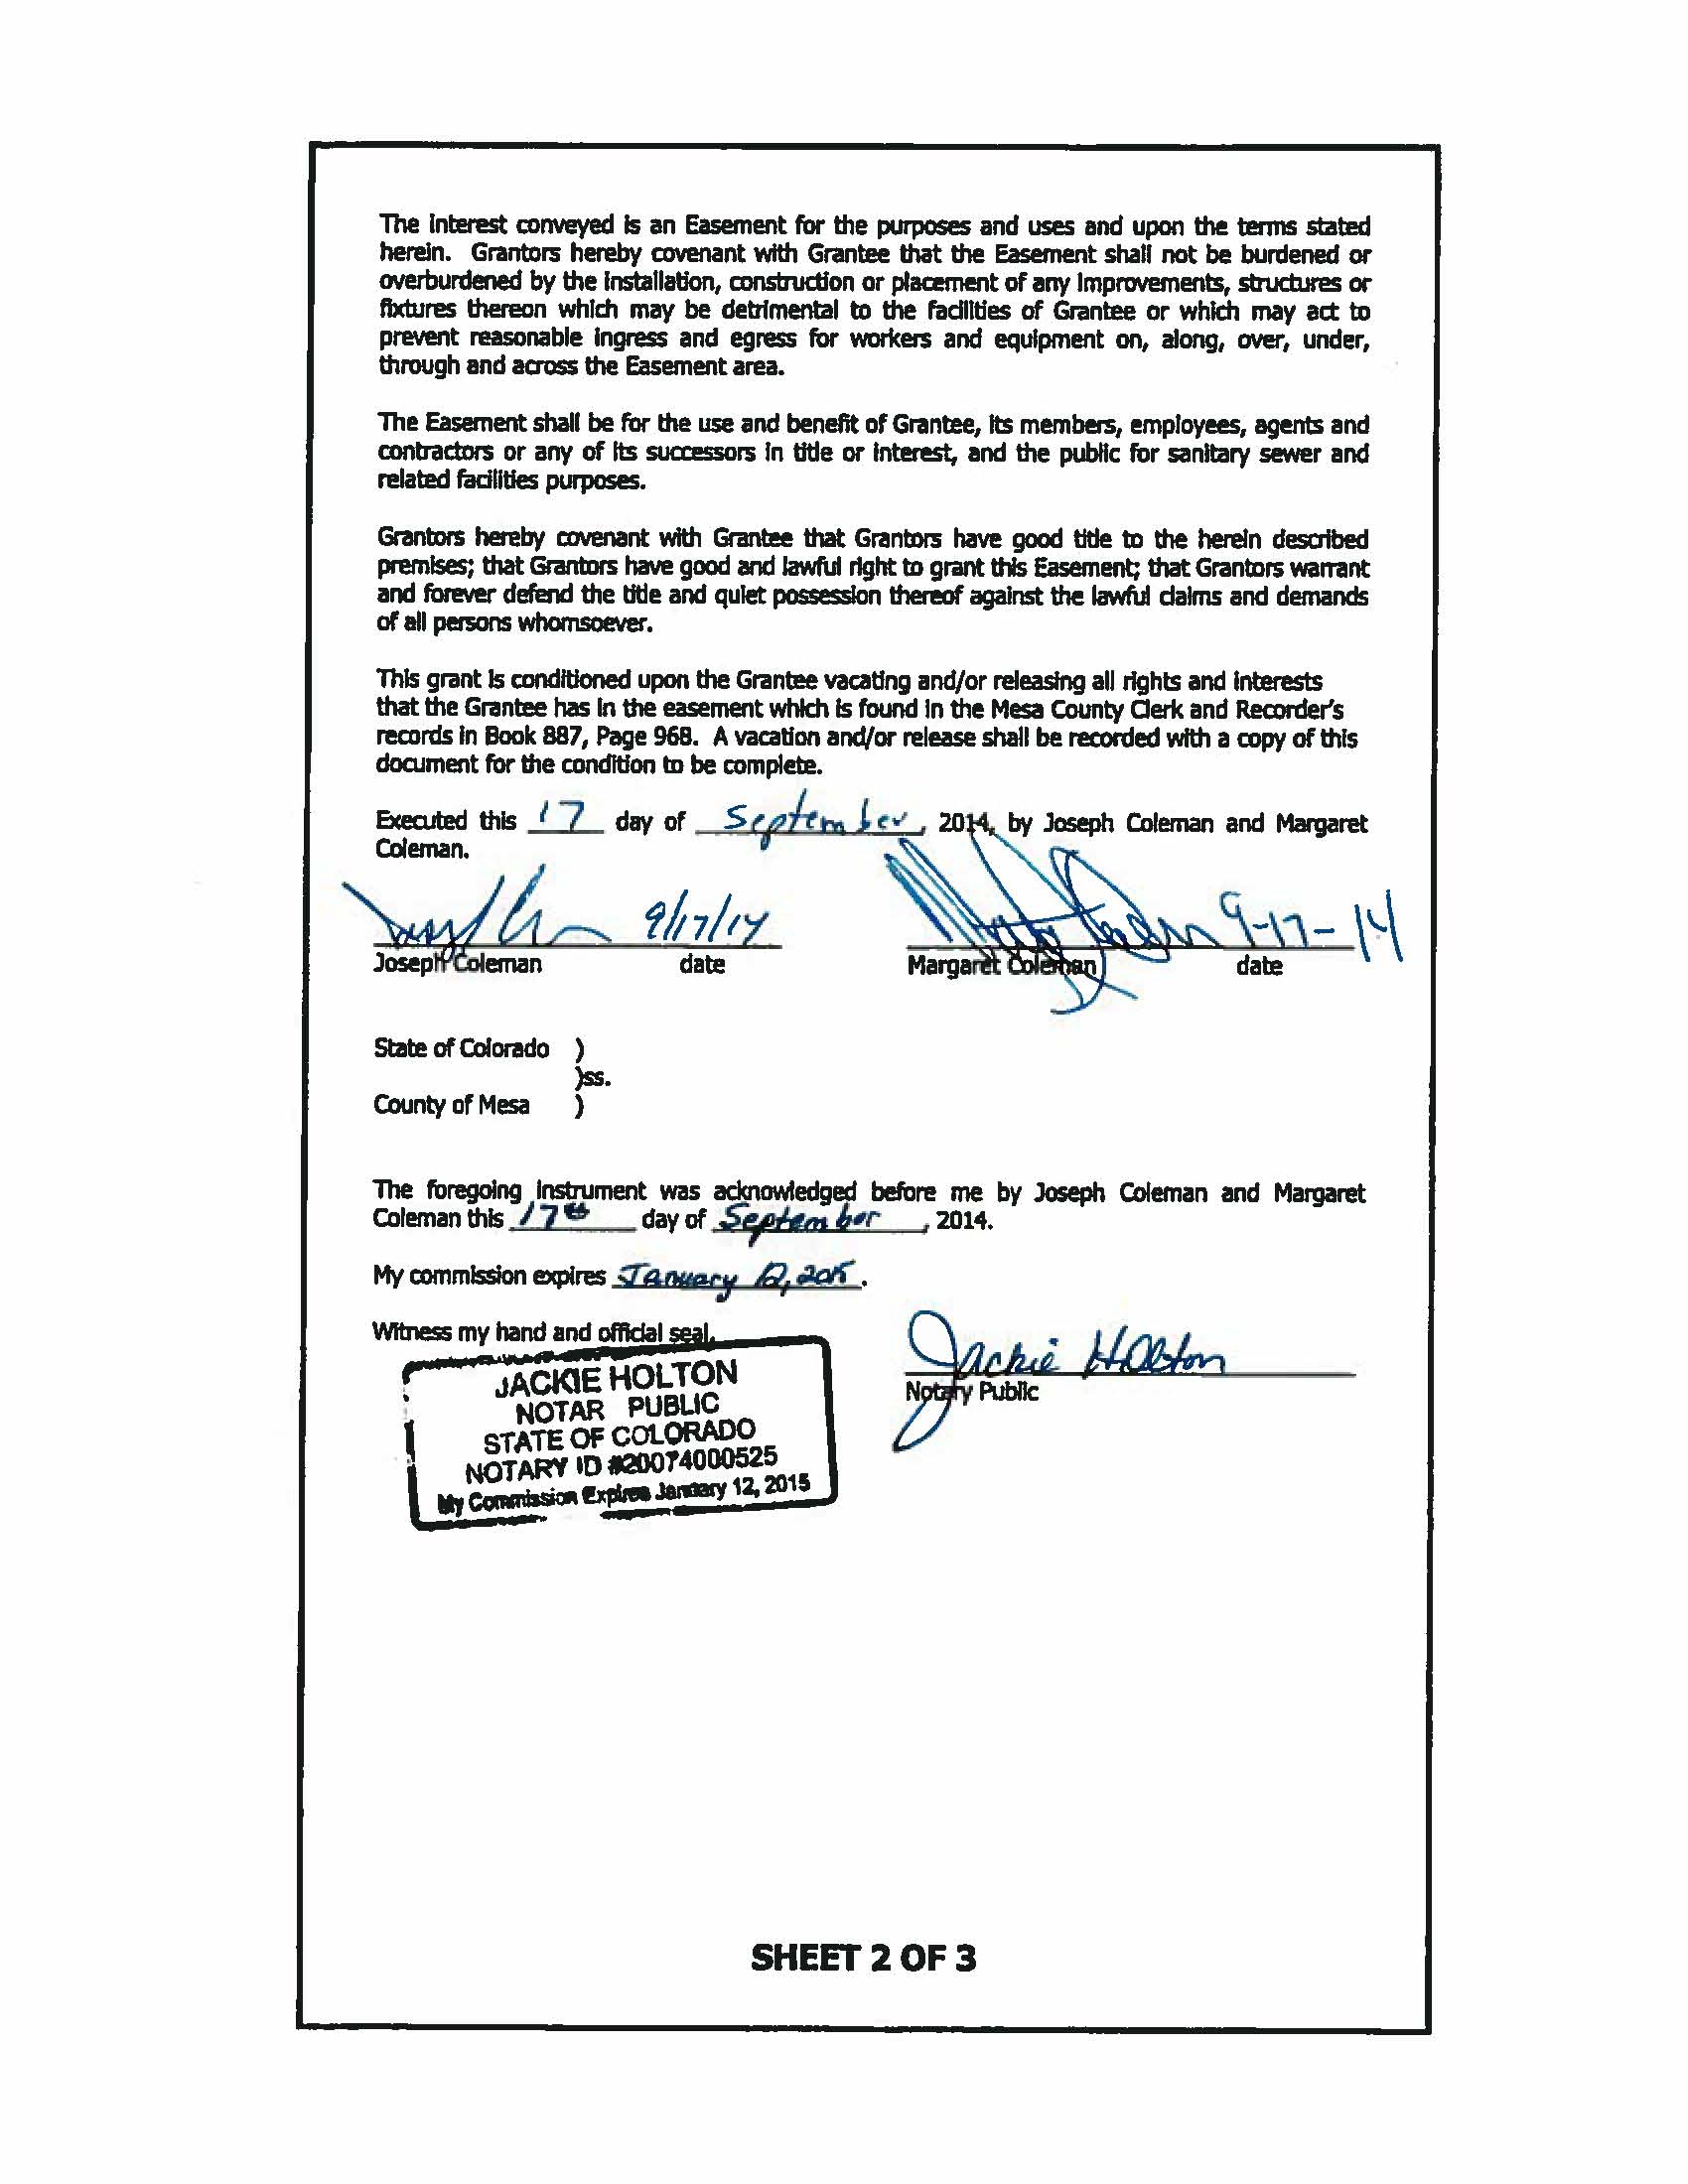 The interest conveyed is an Easement for the purposes and uses and upon the terms stated
herein. Grantors hereby covenant with Grantee that the Easement shall not be burdened or
overburdened by the installation, construction or placement of any improvements, structures or
fixtures thereon which may be detrimental to the facilities of Grantee or which may act to
prevent reasonable ingress and egress for workers and equipment on, along, over, under,
through and across the Easement area.
The Easement shall be for the use and benefit of Grantee, its members, employees, agents and
contractors or any of its successors in title or interest, and the public for sanitary sewer and
related facilities purposes.
Grantors hereby covenant with Grantee that Grantors have good title to the herein described
premises; that Grantors have good and lawful right to grant this Easement; that Grantors warrant
and forever defend the title and quiet possession thereof against the lawful claims and demands
of all persons whomsoever.
This grant is conditioned upon the Grantee vacating and/or releasing all rights and interests
that the Grantee has in the easement which is found in the Mesa County Clerk and Recorder's
records in Book 887, Page 968. A vacation and/or release shall be recorded with a copy of this
document for the condition to be complete.
Executed this 17 day of September, 2014, by Joseph Coleman and Margaret
Coleman.
9/17/14 9-17-14
Joseph Coleman date Margaret Coleman date
State of Colorado )
)ss.
County of Mesa )
The foregoing instrument was acknowledged before me by Joseph Coleman and Margaret
Coleman this 17th day of September, 2014.
My commission expires January 12, 2015.
Witness my hand and official seal.
Jackie Holton
Notary Public
JACKIE HOLTON
NOTAR PUBLIC
STATE OF COLORADO
NOTARY ID #20074000525
My Commission Expires January 12, 2015
SHEET 2 OF 3